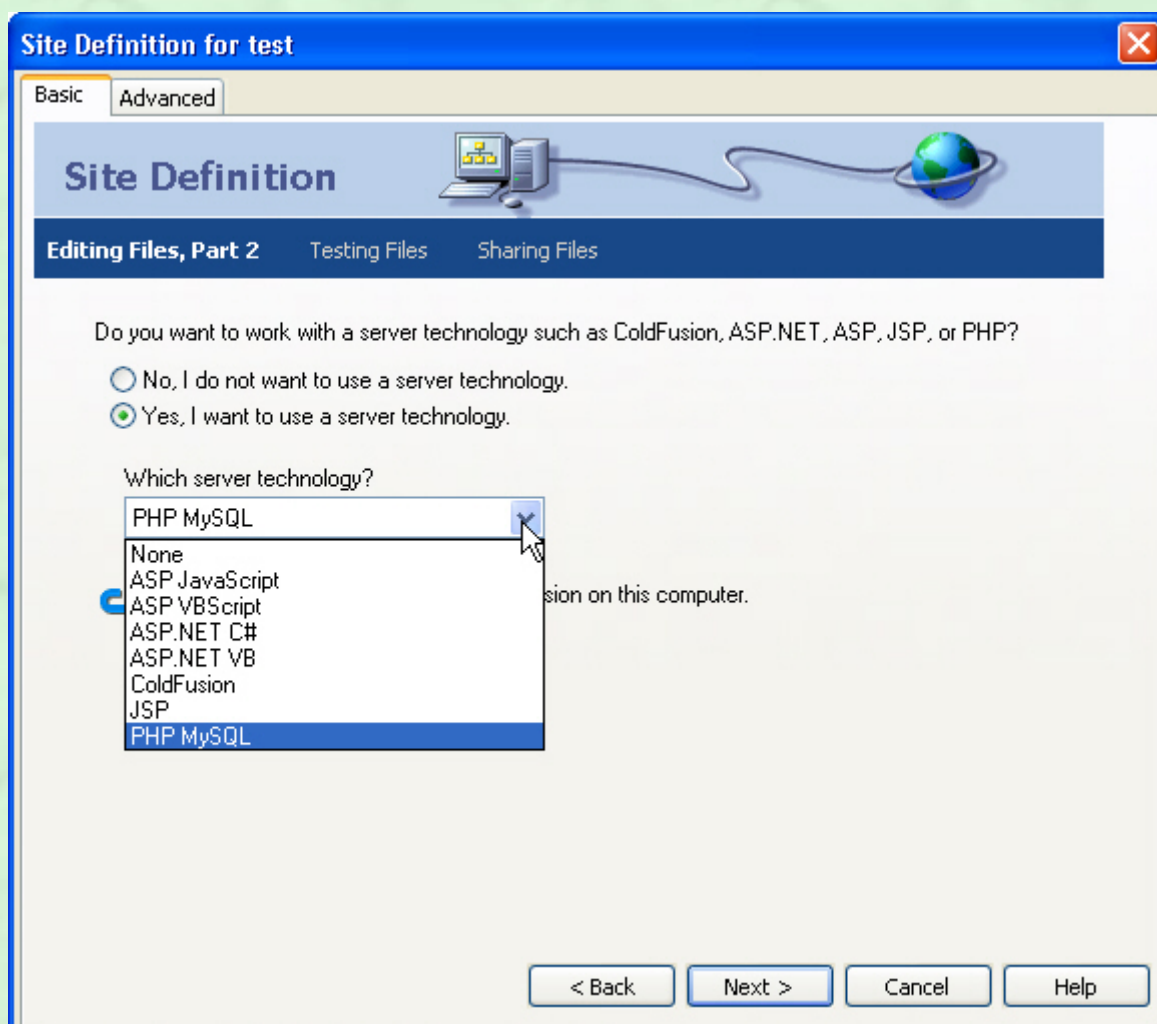 Site Definition for test
Basic
Advanced
Site Definition
Editing Files, Part 2
Testing Files
Sharing Files
Do you want to work with a server technology such as ColdFusion, ASP.NET, ASP, JSP, or PHP?
No, I do not want to use a server technology.
Yes, I want to use a server technology.
Which server technology?
PHP MySQL
None
ASP JavaScript
sion on this computer.
ASP VBScript
ASP.NET C#
ASP.NET VB
ColdFusion
JSP
PHP MySQL
< Back
Next >
Cancel
Help